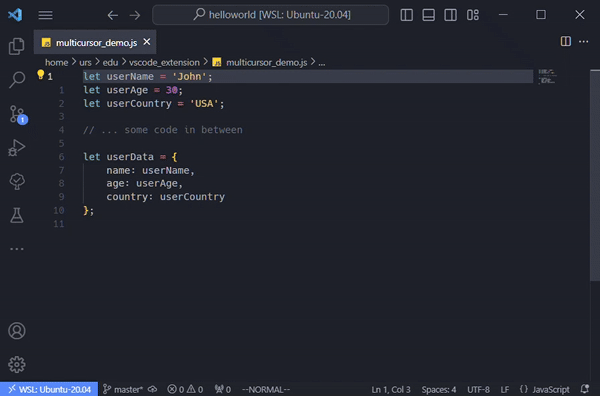 helloworld [WSL: Ubuntu-20.04]
JS multicursor_demo.js
home > urs > edu > vscode_extension > JS multicursor_demo.js > ...
1 let userName = 'John';
1 let userAge = 30;
2 let userCountry = 'USA';
3
4 // ... some code in between
5
6 let userData = {
7 name: userName,
8 age: userAge,
9 country: userCountry
10 };
11
1
WSL: Ubuntu-20.04 master* 0 0 0 --NORMAL-- Ln 1, Col 3 Spaces: 4 UTF-8 LF {} JavaScript